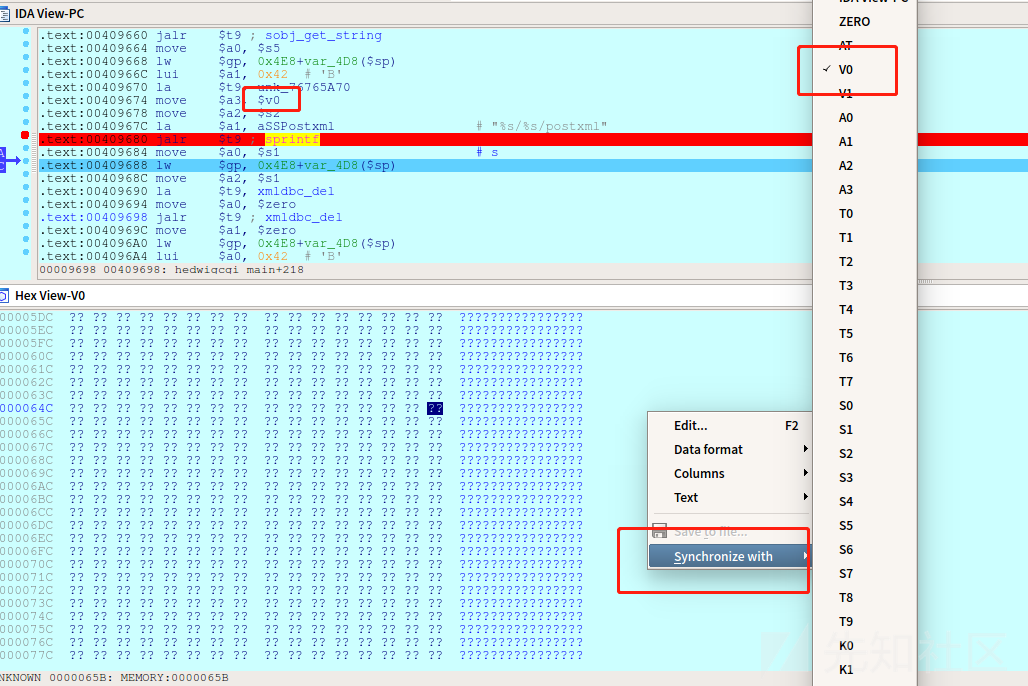 IDA View-PC
.text:00409660 jalr $t9 ; sobj_get_string
.text:00409664 move $a0, $s5
.text:00409668 lw $gp, 0x4E8+var_4D8($sp)
.text:0040966C lui $a1, 0x42 # 'B'
.text:00409670 la $t9, unk_76765A70
.text:00409674 move $a3, $v0
.text:00409678 move $a2, $s2
.text:0040967C la $a1, aSSPostxml # "%s/%s/postxml"
.text:00409680 jalr $t9 ; sprintf
.text:00409684 move $a0, $s1 # s
.text:00409688 lw $gp, 0x4E8+var_4D8($sp)
.text:0040968C move $a2, $s1
.text:00409690 la $t9, xmldbc_del
.text:00409694 move $a0, $zero
.text:00409698 jalr $t9 ; xmldbc_del
.text:0040969C move $a1, $zero
.text:004096A0 lw $gp, 0x4E8+var_4D8($sp)
.text:004096A4 lui $a0, 0x42 # 'B'
00009698 00409698: hedwigcgi_main+218
Hex View-V0
000005DC ?? ?? ?? ?? ?? ?? ?? ?? ?? ?? ?? ?? ?? ?? ?? ?? ????????????????
000005EC ?? ?? ?? ?? ?? ?? ?? ?? ?? ?? ?? ?? ?? ?? ?? ?? ????????????????
000005FC ?? ?? ?? ?? ?? ?? ?? ?? ?? ?? ?? ?? ?? ?? ?? ?? ????????????????
0000060C ?? ?? ?? ?? ?? ?? ?? ?? ?? ?? ?? ?? ?? ?? ?? ?? ????????????????
0000061C ?? ?? ?? ?? ?? ?? ?? ?? ?? ?? ?? ?? ?? ?? ?? ?? ????????????????
0000062C ?? ?? ?? ?? ?? ?? ?? ?? ?? ?? ?? ?? ?? ?? ?? ?? ????????????????
0000063C ?? ?? ?? ?? ?? ?? ?? ?? ?? ?? ?? ?? ?? ?? ?? ?? ????????????????
0000064C ?? ?? ?? ?? ?? ?? ?? ?? ?? ?? ?? ?? ?? ?? ?? ?? ????????????????
0000065C ?? ?? ?? ?? ?? ?? ?? ?? ?? ?? ?? ?? ?? ?? ?? ?? ????????????????
0000066C ?? ?? ?? ?? ?? ?? ?? ?? ?? ?? ?? ?? ?? ?? ?? ?? ????????????????
0000067C ?? ?? ?? ?? ?? ?? ?? ?? ?? ?? ?? ?? ?? ?? ?? ?? ????????????????
0000068C ?? ?? ?? ?? ?? ?? ?? ?? ?? ?? ?? ?? ?? ?? ?? ?? ????????????????
0000069C ?? ?? ?? ?? ?? ?? ?? ?? ?? ?? ?? ?? ?? ?? ?? ?? ????????????????
000006AC ?? ?? ?? ?? ?? ?? ?? ?? ?? ?? ?? ?? ?? ?? ?? ?? ????????????????
000006BC ?? ?? ?? ?? ?? ?? ?? ?? ?? ?? ?? ?? ?? ?? ?? ?? ????????????????
000006CC ?? ?? ?? ?? ?? ?? ?? ?? ?? ?? ?? ?? ?? ?? ?? ?? ????????????????
000006DC ?? ?? ?? ?? ?? ?? ?? ?? ?? ?? ?? ?? ?? ?? ?? ?? ????????????????
000006EC ?? ?? ?? ?? ?? ?? ?? ?? ?? ?? ?? ?? ?? ?? ?? ?? ????????????????
000006FC ?? ?? ?? ?? ?? ?? ?? ?? ?? ?? ?? ?? ?? ?? ?? ?? ????????????????
0000070C ?? ?? ?? ?? ?? ?? ?? ?? ?? ?? ?? ?? ?? ?? ?? ?? ????????????????
0000071C ?? ?? ?? ?? ?? ?? ?? ?? ?? ?? ?? ?? ?? ?? ?? ?? ????????????????
0000072C ?? ?? ?? ?? ?? ?? ?? ?? ?? ?? ?? ?? ?? ?? ?? ?? ????????????????
0000073C ?? ?? ?? ?? ?? ?? ?? ?? ?? ?? ?? ?? ?? ?? ?? ?? ????????????????
0000074C ?? ?? ?? ?? ?? ?? ?? ?? ?? ?? ?? ?? ?? ?? ?? ?? ????????????????
0000075C ?? ?? ?? ?? ?? ?? ?? ?? ?? ?? ?? ?? ?? ?? ?? ?? ????????????????
0000076C ?? ?? ?? ?? ?? ?? ?? ?? ?? ?? ?? ?? ?? ?? ?? ?? ????????????????
0000077C ?? ?? ?? ?? ?? ?? ?? ?? ?? ?? ?? ?? ?? ?? ?? ?? ????????????????
NKNOWN 0000065B: MEMORY:0000065B
Edit... F2
Data format
Columns
Text
Save to file...
Synchronize with
IDA View-PC
ZERO
AT
✓ V0
V1
A0
A1
A2
A3
T0
T1
T2
T3
T4
T5
T6
T7
S0
S1
S2
S3
S4
S5
S6
S7
T8
T9
K0
K1
先知社区